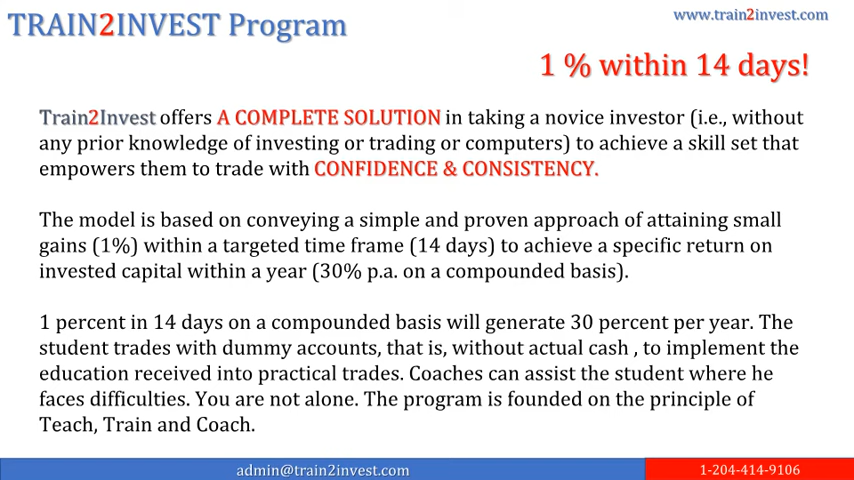 TRAIN2INVEST Program
www.train2invest.com
1 % within 14 days!
Train2Invest offers A COMPLETE SOLUTION in taking a novice investor (i.e., without
any prior knowledge of investing or trading or computers) to achieve a skill set that
empowers them to trade with CONFIDENCE & CONSISTENCY.
The model is based on conveying a simple and proven approach of attaining small
gains (1%) within a targeted time frame (14 days) to achieve a specific return on
invested capital within a year (30% p.a. on a compounded basis).
1 percent in 14 days on a compounded basis will generate 30 percent per year. The
student trades with dummy accounts, that is, without actual cash , to implement the
education received into practical trades. Coaches can assist the student where he
faces difficulties. You are not alone. The program is founded on the principle of
Teach, Train and Coach.
admin@train2invest.com
1-204-414-9106